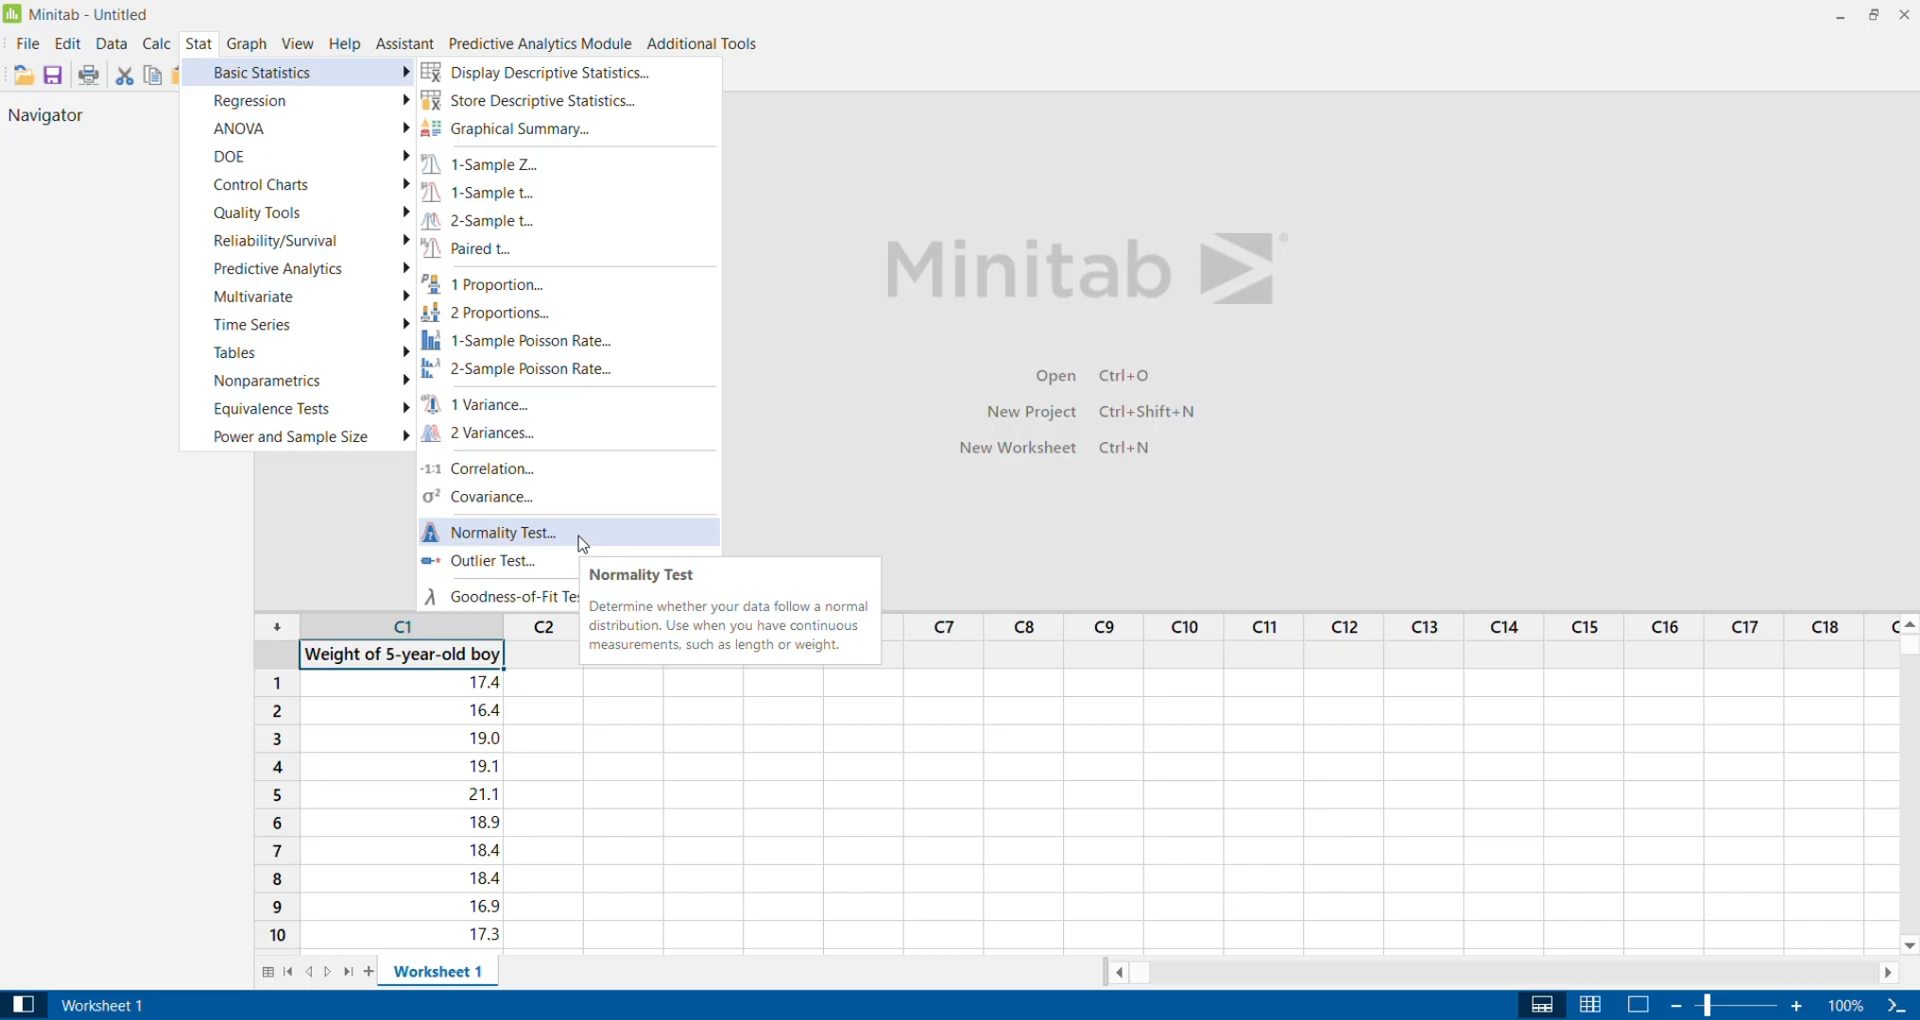 Minitab - Untitled
File Edit Data Calc Stat Graph View Help Assistant Predictive Analytics Module Additional Tools
Navigator
Basic Statistics
Regression
ANOVA
DOE
Control Charts
Quality Tools
Reliability/Survival
Predictive Analytics
Multivariate
Time Series
Tables
Nonparametrics
Equivalence Tests
Power and Sample Size
Display Descriptive Statistics...
Store Descriptive Statistics...
Graphical Summary...
1-Sample Z...
1-Sample t...
2-Sample t...
Paired t...
1 Proportion...
2 Proportions...
1-Sample Poisson Rate...
2-Sample Poisson Rate...
1 Variance...
2 Variances...
-1:1 Correlation...
σ² Covariance...
Normality Test...
Outlier Test...
λ Goodness-of-Fit Te
Normality Test
Determine whether your data follow a normal
distribution. Use when you have continuous
measurements, such as length or weight.
Minitab ®
Open Ctrl+O
New Project Ctrl+Shift+N
New Worksheet Ctrl+N
C1 C2 C7 C8 C9 C10 C11 C12 C13 C14 C15 C16 C17 C18
Weight of 5-year-old boy
1 17.4
2 16.4
3 19.0
4 19.1
5 21.1
6 18.9
7 18.4
8 18.4
9 16.9
10 17.3
Worksheet 1
Worksheet 1 100%